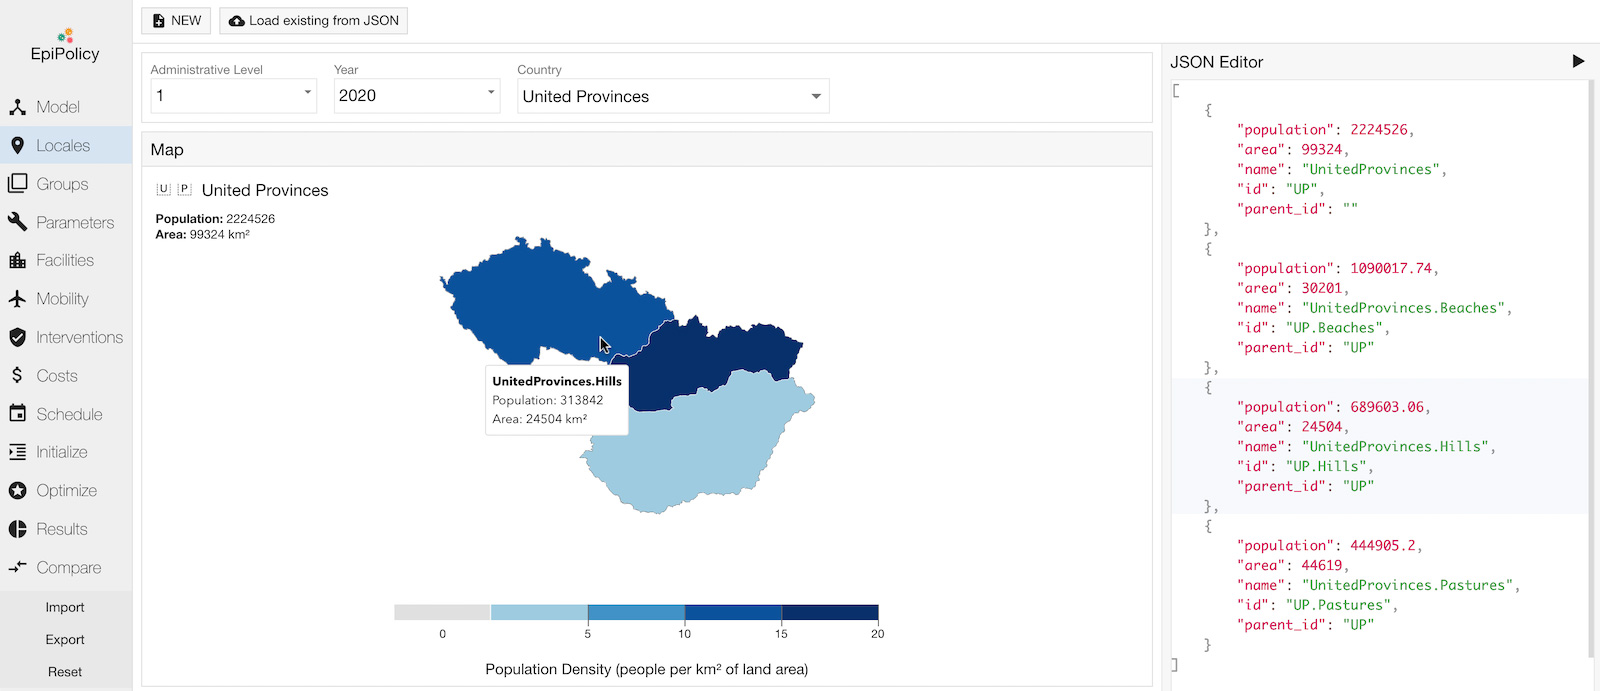 EpiPolicy
Model
Locales
Groups
Parameters
Facilities
Mobility
Interventions
Costs
Schedule
Initialize
Optimize
Results
Compare
Import
Export
Reset
NEW
Load existing from JSON
Administrative Level
1
Year
2020
Country
United Provinces
Map
U P United Provinces
Population: 2224526
Area: 99324 km²
UnitedProvinces.Hills
Population: 313842
Area: 24504 km²
0 5 10 15 20
Population Density (people per km² of land area)
JSON Editor
[
{
"population": 2224526,
"area": 99324,
"name": "UnitedProvinces",
"id": "UP",
"parent_id": ""
},
{
"population": 1090017.74,
"area": 30201,
"name": "UnitedProvinces.Beaches",
"id": "UP.Beaches",
"parent_id": "UP"
},
{
"population": 689603.06,
"area": 24504,
"name": "UnitedProvinces.Hills",
"id": "UP.Hills",
"parent_id": "UP"
},
{
"population": 444905.2,
"area": 44619,
"name": "UnitedProvinces.Pastures",
"id": "UP.Pastures",
"parent_id": "UP"
}
]